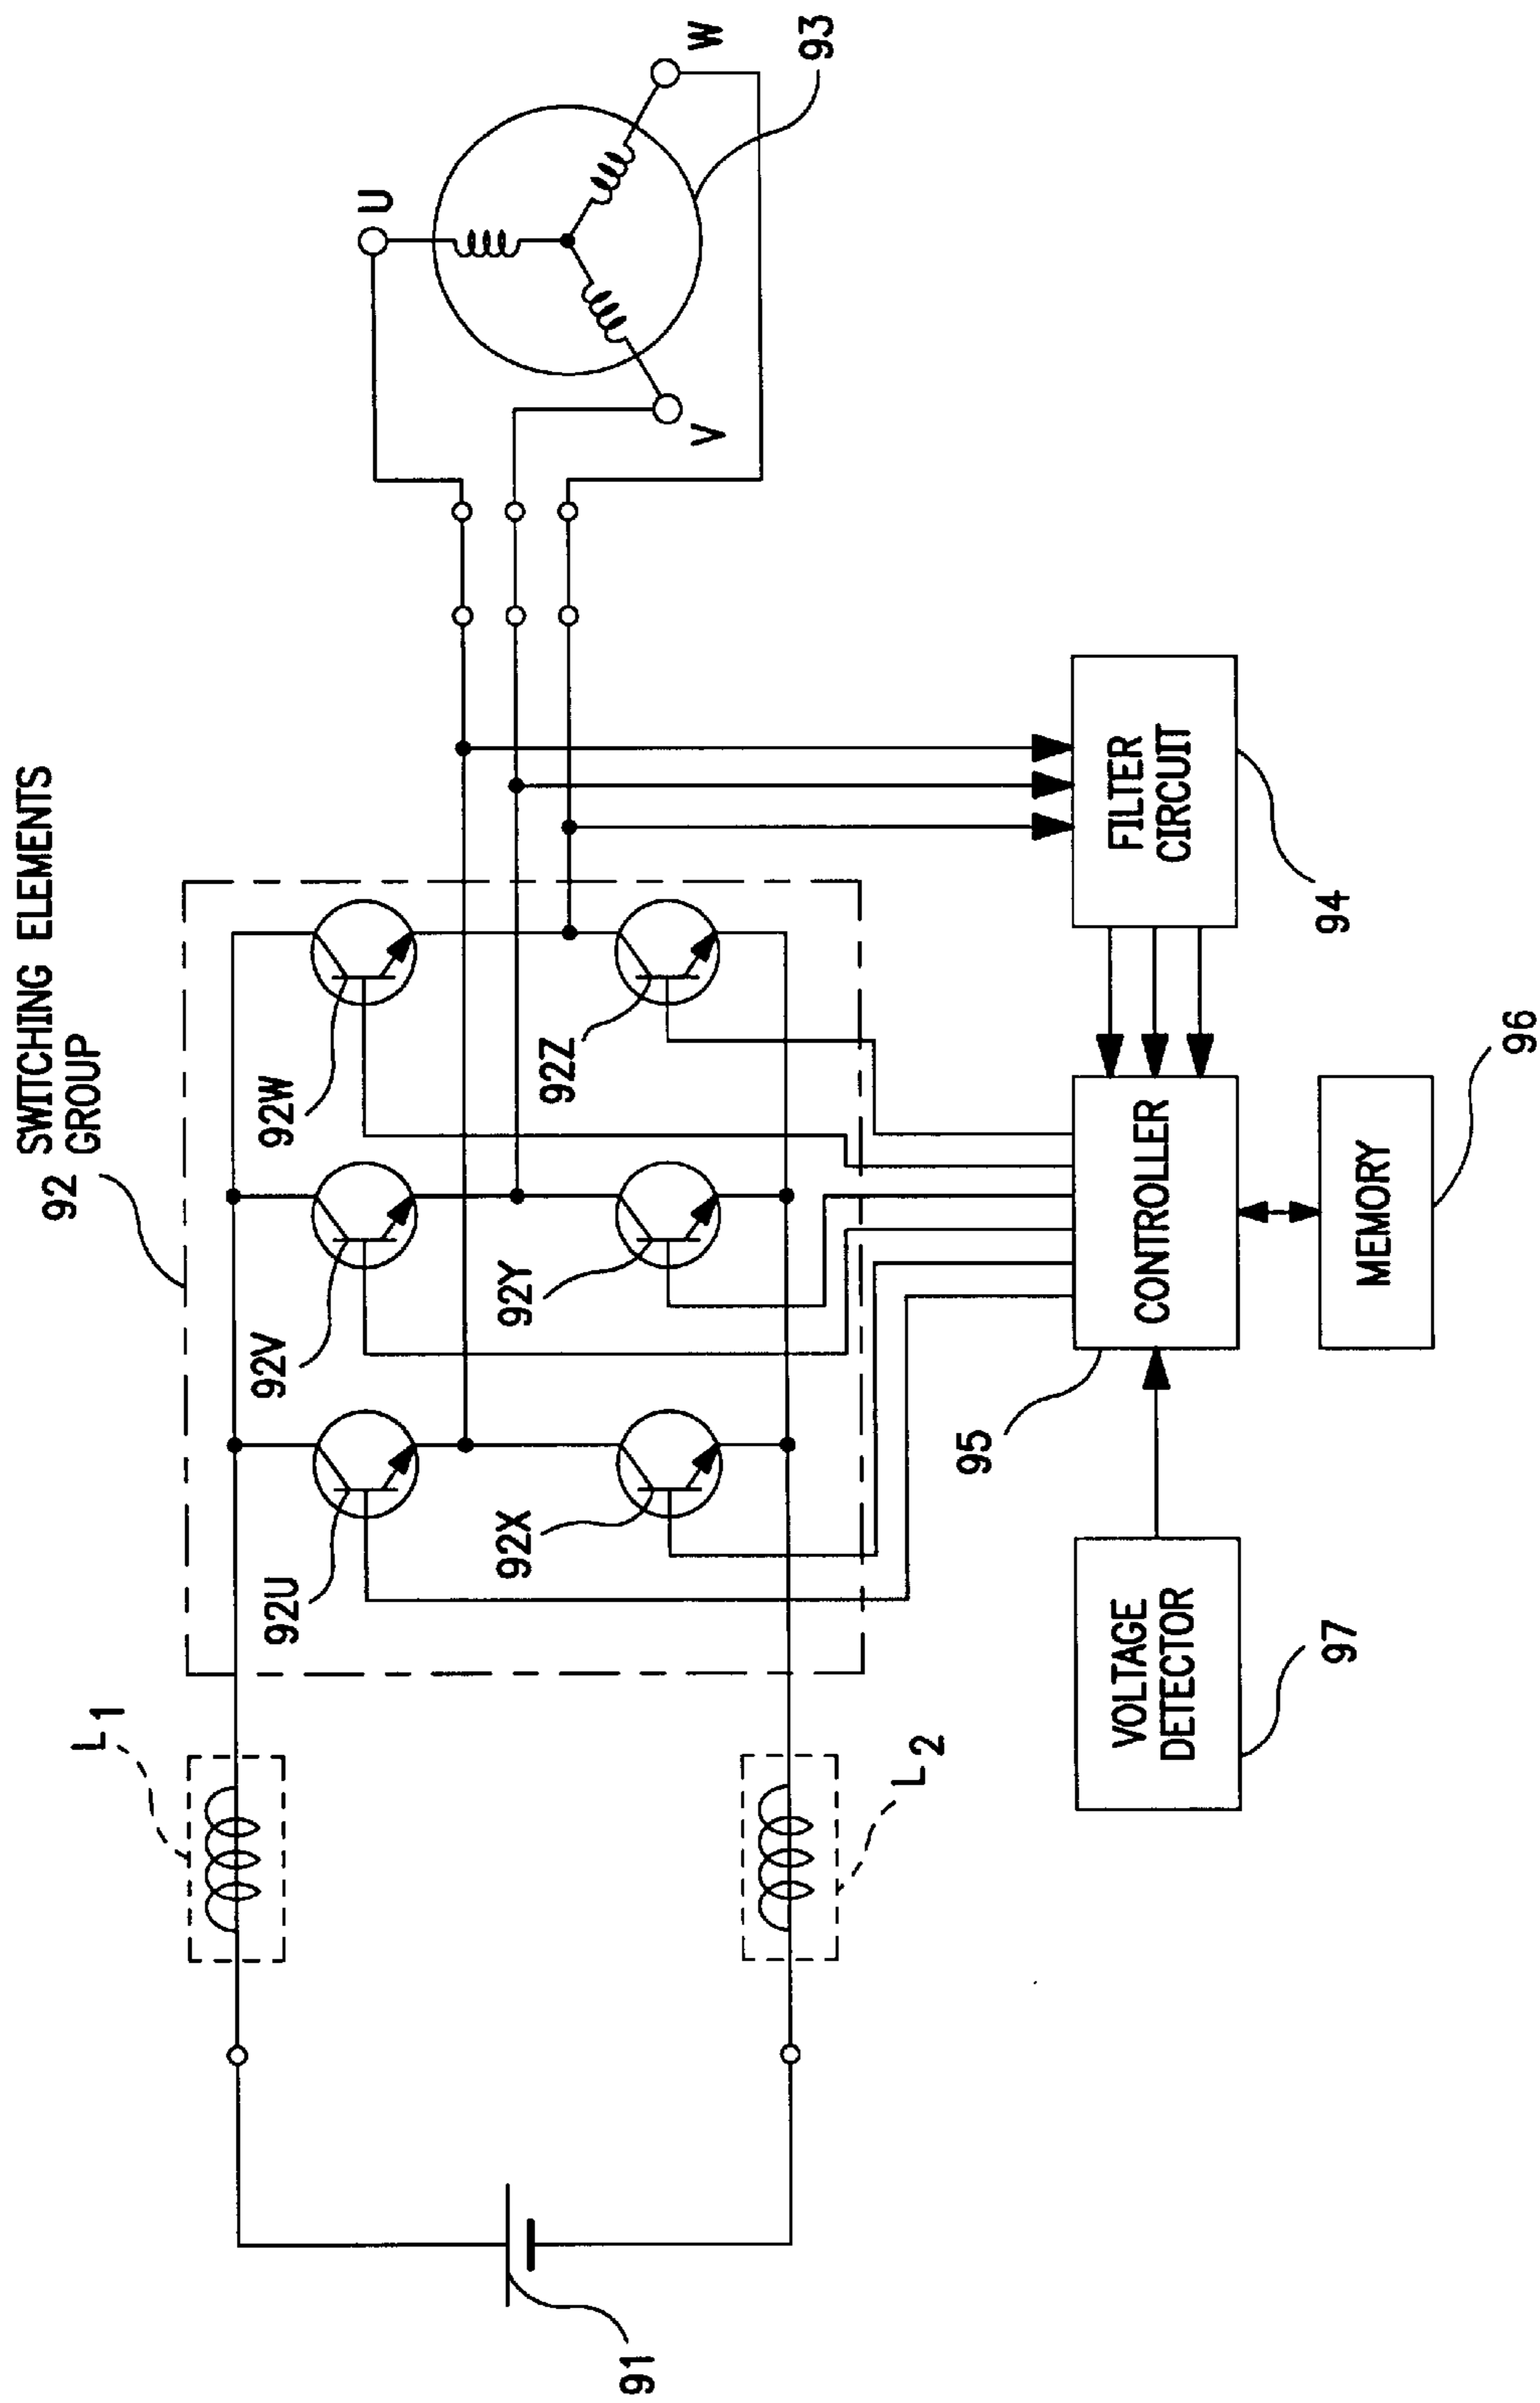 SWITCHING ELEMENTS
92 GROUP
L1
92U
92V
92W
92X
92Y
92Z
L2
91
U
V
W
93
FILTER
CIRCUIT
94
CONTROLLER
95
MEMORY
96
VOLTAGE
DETECTOR
97